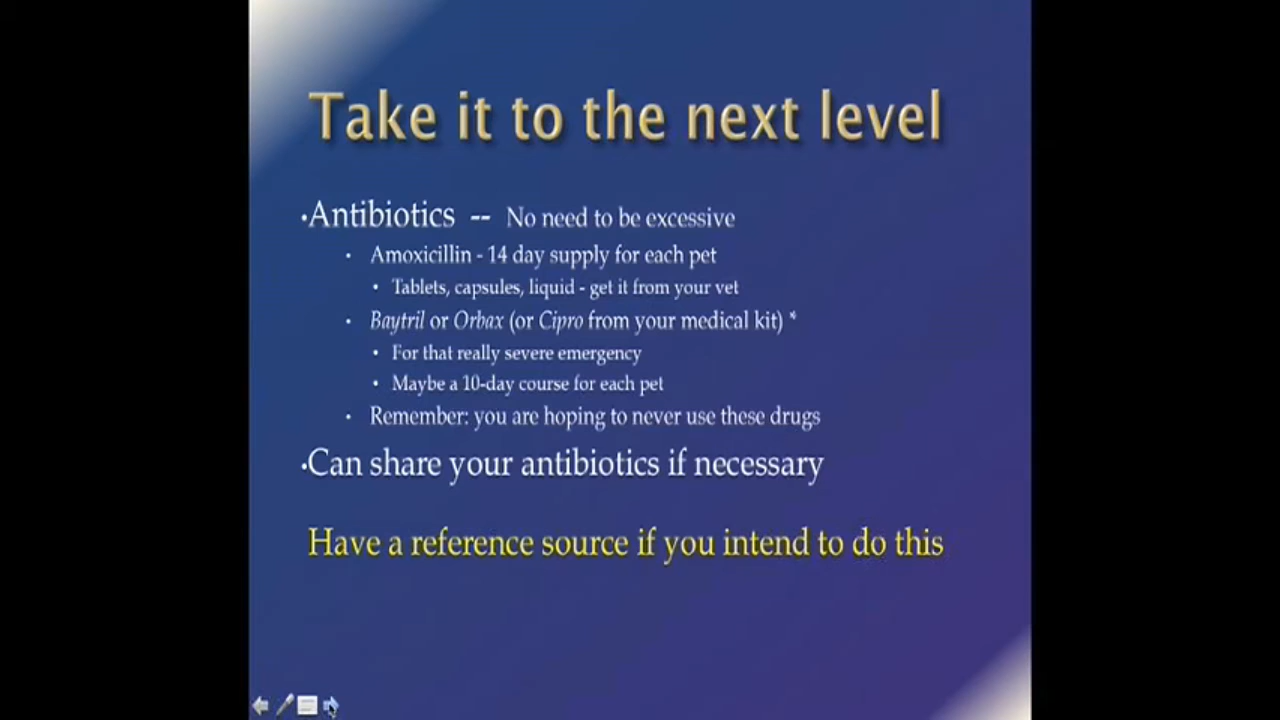 Take it to the next level
•Antibiotics -- No need to be excessive
• Amoxicillin - 14 day supply for each pet
• Tablets, capsules, liquid - get it from your vet
• Baytril or Orbax (or Cipro from your medical kit) *
• For that really severe emergency
• Maybe a 10-day course for each pet
• Remember: you are hoping to never use these drugs
•Can share your antibiotics if necessary
Have a reference source if you intend to do this